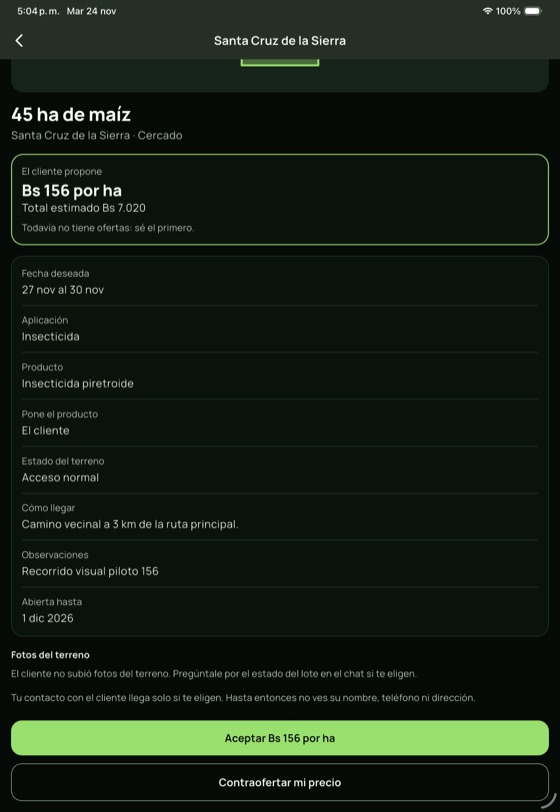 5:04 p. m. Mar 24 nov
100%
Santa Cruz de la Sierra
45 ha de maíz
Santa Cruz de la Sierra · Cercado
El cliente propone
Bs 156 por ha
Total estimado Bs 7.020
Todavía no tiene ofertas: sé el primero.
Fecha deseada
27 nov al 30 nov
Aplicación
Insecticida
Producto
Insecticida piretroide
Pone el producto
El cliente
Estado del terreno
Acceso normal
Cómo llegar
Camino vecinal a 3 km de la ruta principal.
Observaciones
Recorrido visual piloto 156
Abierta hasta
1 dic 2026
Fotos del terreno
El cliente no subió fotos del terreno. Pregúntale por el estado del lote en el chat si te eligen.
Tu contacto con el cliente llega solo si te eligen. Hasta entonces no ves su nombre, teléfono ni dirección.
Aceptar Bs 156 por ha
Contraofertar mi precio